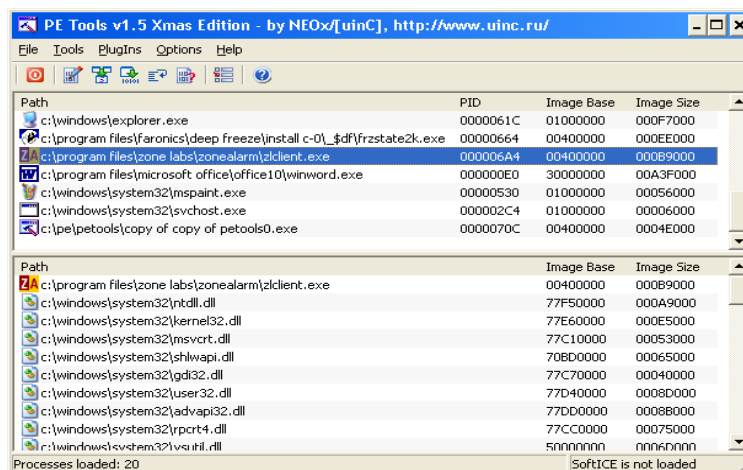 PE Tools v1.5 Xmas Edition - by NEOx/[uinC], http://www.uinc.ru/
File Tools PlugIns Options Help
Path PID Image Base Image Size
c:\windows\explorer.exe 0000061C 01000000 000F7000
c:\program files\faronics\deep freeze\install c-0\_$df\frzstate2k.exe 00000664 00400000 000EE000
ZA c:\program files\zone labs\zonealarm\zlclient.exe 000006A4 00400000 000B9000
c:\program files\microsoft office\office10\winword.exe 000000E0 30000000 00A3F000
c:\windows\system32\mspaint.exe 00000530 01000000 00056000
c:\windows\system32\svchost.exe 000002C4 01000000 00006000
c:\pe\petools\copy of copy of petools0.exe 0000070C 00400000 0004E000
Path Image Base Image Size
ZA c:\program files\zone labs\zonealarm\zlclient.exe 00400000 000B9000
c:\windows\system32\ntdll.dll 77F50000 000A9000
c:\windows\system32\kernel32.dll 77E60000 000E5000
c:\windows\system32\msvcrt.dll 77C10000 00053000
c:\windows\system32\shlwapi.dll 70BD0000 00065000
c:\windows\system32\gdi32.dll 77C70000 00040000
c:\windows\system32\user32.dll 77D40000 0008D000
c:\windows\system32\advapi32.dll 77DD0000 0008B000
c:\windows\system32\rpcrt4.dll 77CC0000 00075000
c:\windows\system32\vsutil.dll 50000000 0006D000
Processes loaded: 20 SoftICE is not loaded